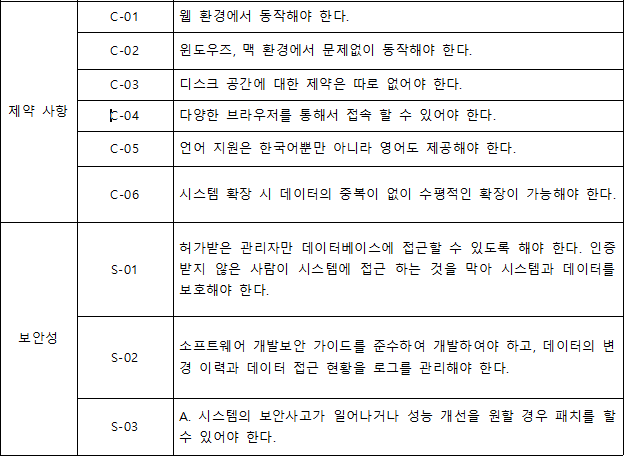 제약 사항
C-01
웹 환경에서 동작해야 한다.
C-02
윈도우즈, 맥 환경에서 문제없이 동작해야 한다.
C-03
디스크 공간에 대한 제약은 따로 없어야 한다.
C-04
다양한 브라우저를 통해서 접속 할 수 있어야 한다.
C-05
언어 지원은 한국어뿐만 아니라 영어도 제공해야 한다.
C-06
시스템 확장 시 데이터의 중복이 없이 수평적인 확장이 가능해야 한다.
보안성
S-01
허가받은 관리자만 데이터베이스에 접근할 수 있도록 해야 한다. 인증
받지 않은 사람이 시스템에 접근 하는 것을 막아 시스템과 데이터를
보호해야 한다.
S-02
소프트웨어 개발보안 가이드를 준수하여 개발하여야 하고, 데이터의 변
경 이력과 데이터 접근 현황을 로그를 관리해야 한다.
S-03
A. 시스템의 보안사고가 일어나거나 성능 개선을 원할 경우 패치를 할
수 있어야 한다.